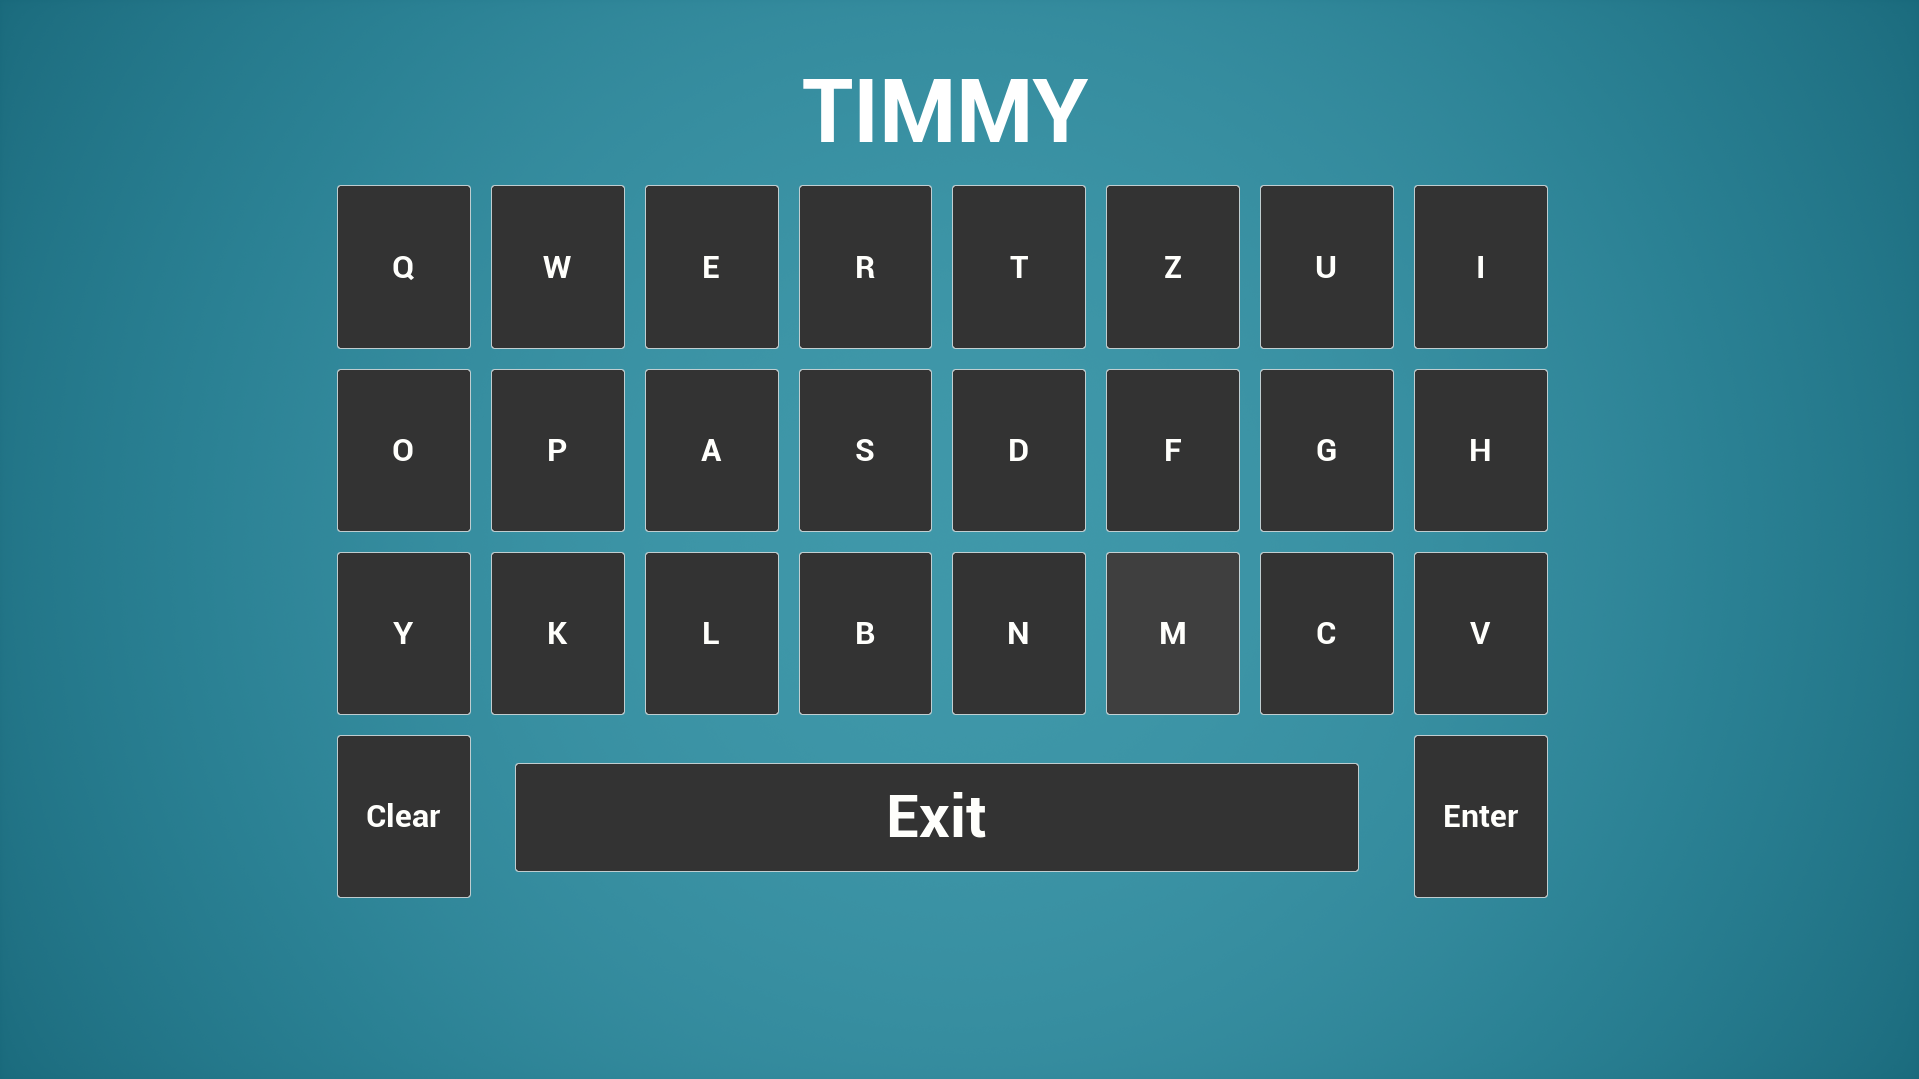 TIMMY
Q W E R T Z U I
O P A S D F G H
Y K L B N M C V
Clear Exit Enter